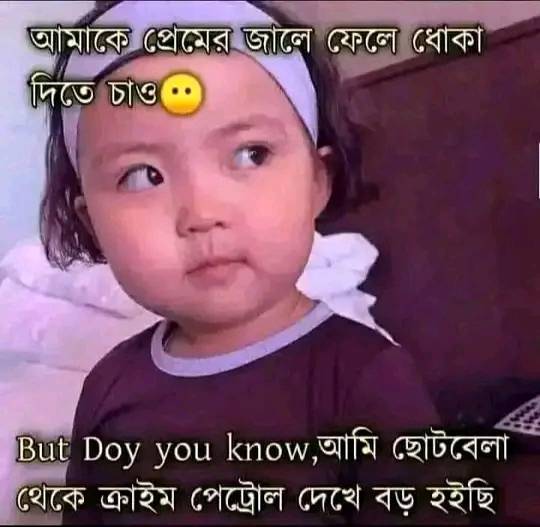 আমাকে প্রেমের জালে ফেলে ধোকা
দিতে চাও😶
But Doy you know,আমি ছোটবেলা
থেকে ক্রাইম পেট্রোল দেখে বড় হইছি